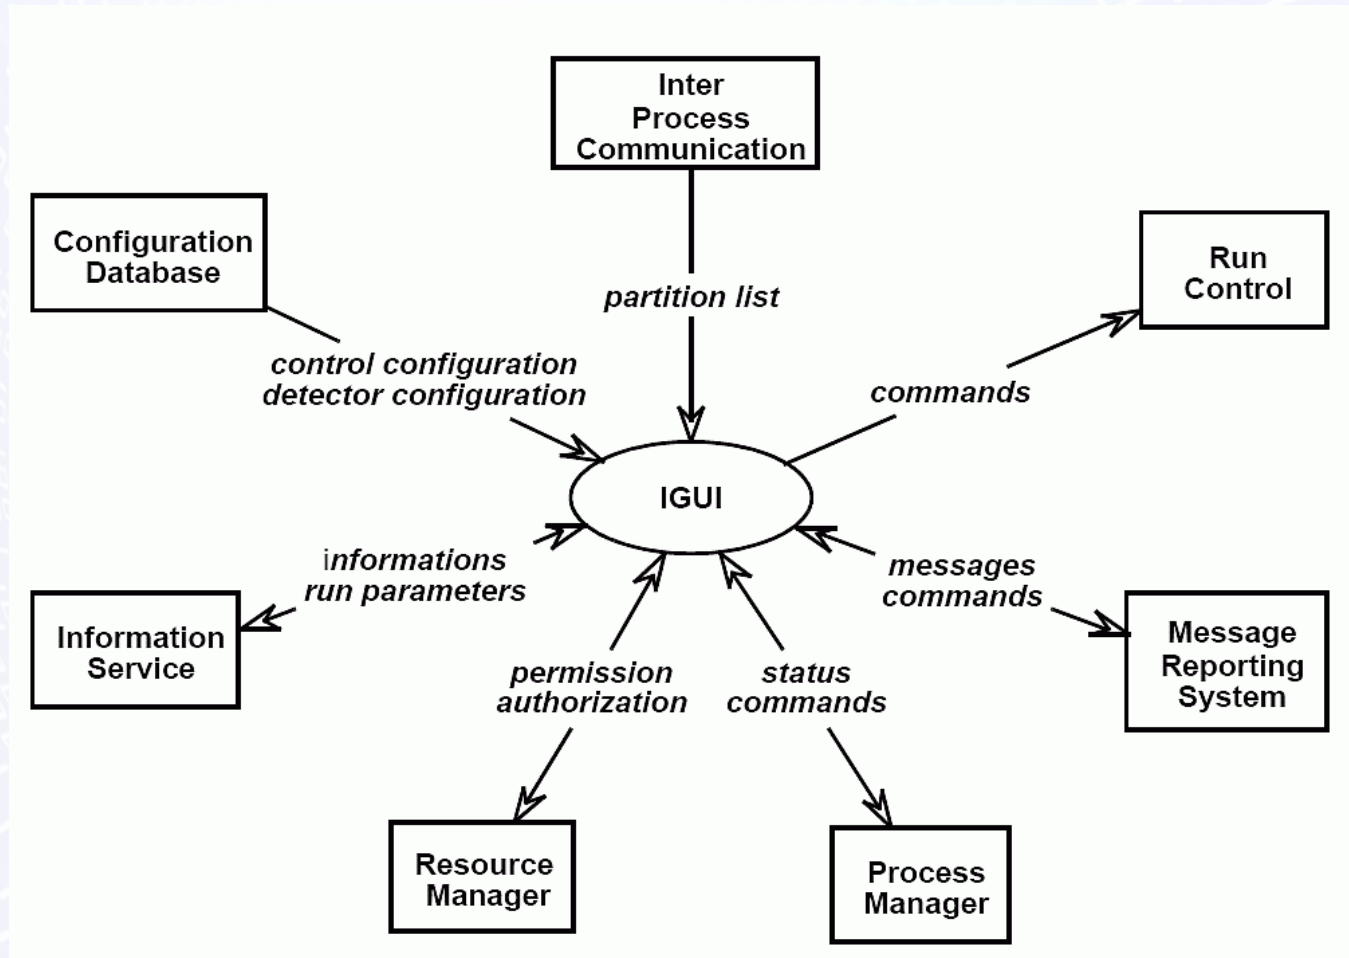 Inter
Process
Communication
Configuration
Database
Run
Control
partition list
control configuration
detector configuration
commands
IGUI
informations
run parameters
messages
commands
Information
Service
permission
authorization
status
commands
Message
Reporting
System
Resource
Manager
Process
Manager